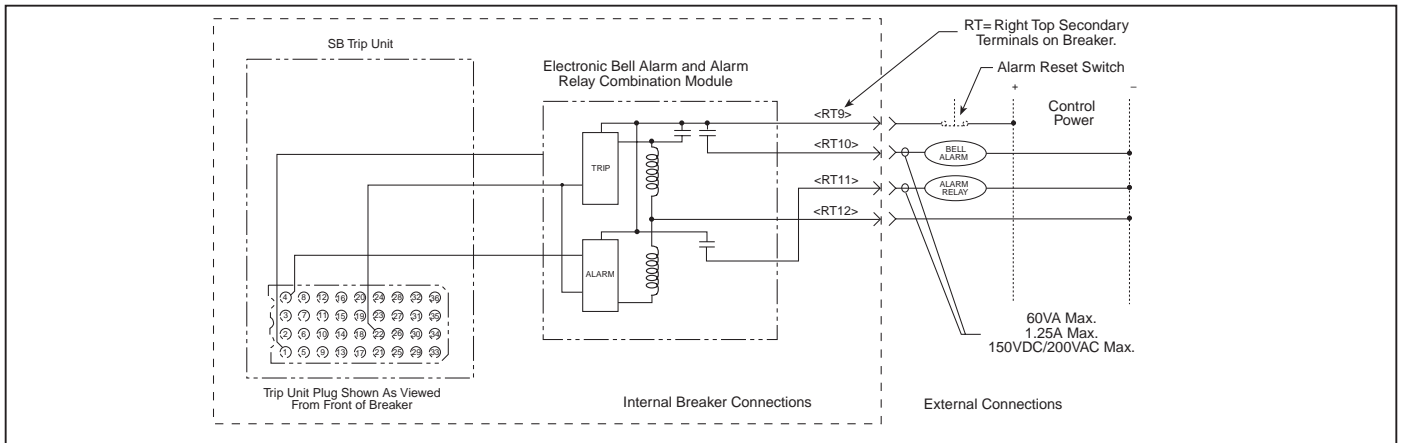 SB Trip Unit
Electronic Bell Alarm and Alarm
Relay Combination Module
RT= Right Top Secondary
Terminals on Breaker.
Alarm Reset Switch
+
–
Control
Power
<RT9>
<RT10>
<RT11>
<RT12>
BELL
ALARM
ALARM
RELAY
TRIP
ALARM
4 8 12 16 20 24 28 32 36
3 7 11 15 19 23 27 31 35
2 6 10 14 18 22 26 30 34
1 5 9 13 17 21 25 29 33
60VA Max.
1.25A Max.
150VDC/200VAC Max.
Trip Unit Plug Shown As Viewed
From Front of Breaker
Internal Breaker Connections
External Connections